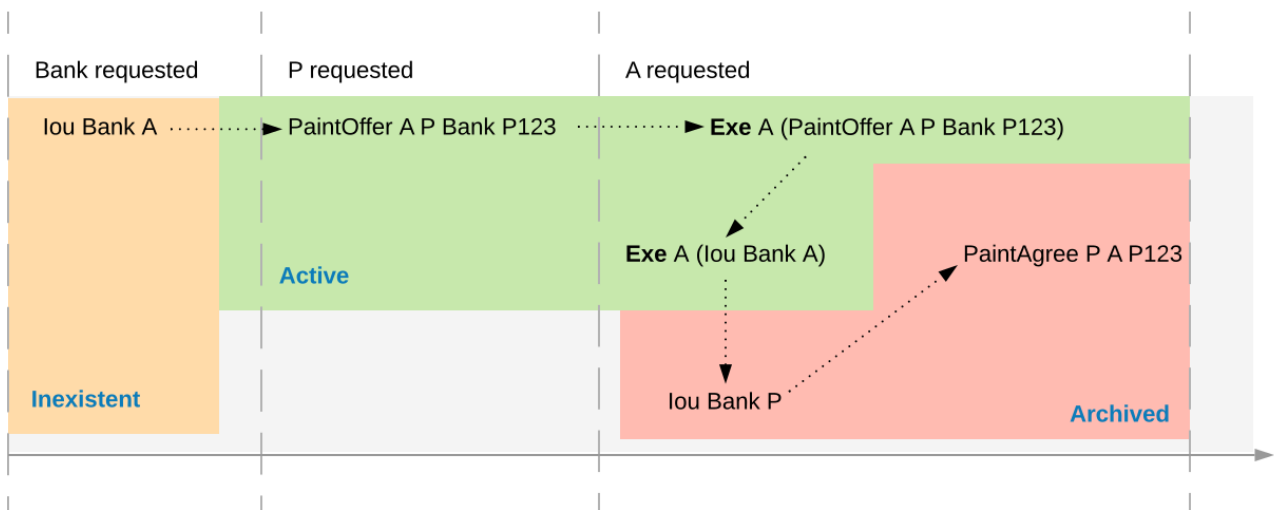 Bank requested
P requested
A requested
Iou Bank A
PaintOffer A P Bank P123
Exe A (PaintOffer A P Bank P123)
Exe A (Iou Bank A)
PaintAgree P A P123
Active
Inexistent
Iou Bank P
Archived